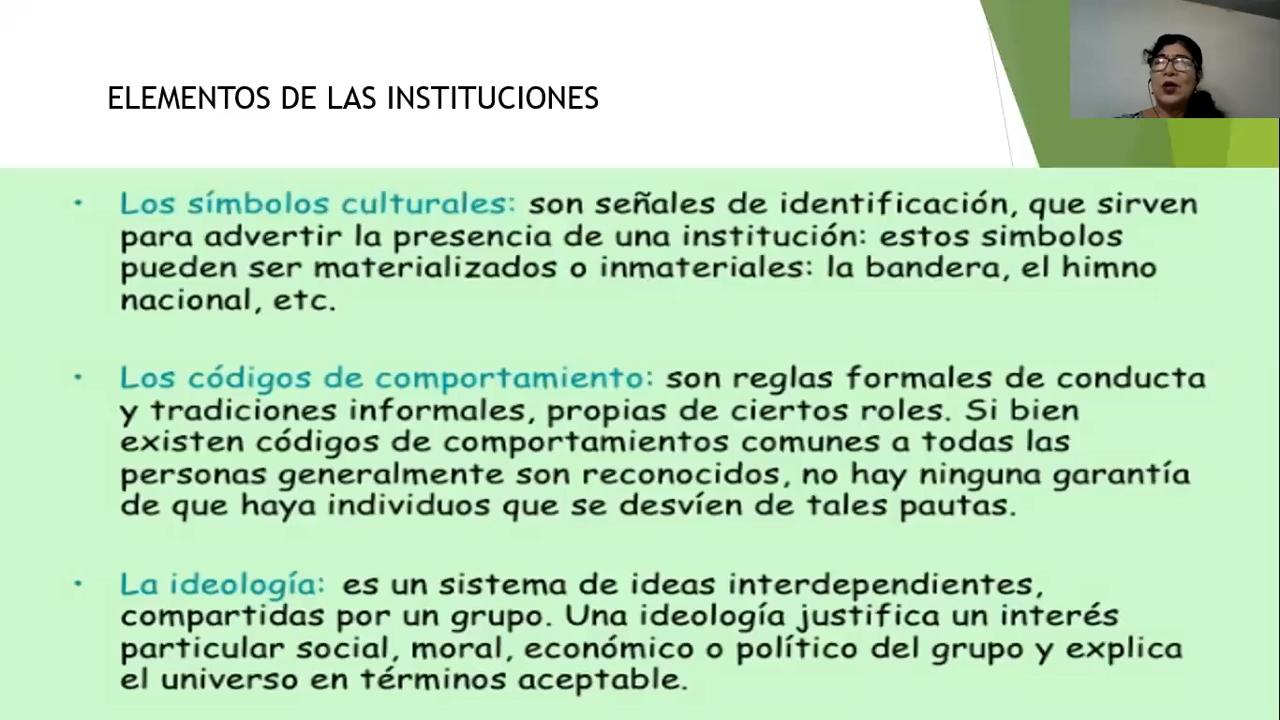 ELEMENTOS DE LAS INSTITUCIONES
• Los símbolos culturales: son señales de identificación, que sirven
para advertir la presencia de una institución: estos simbolos
pueden ser materializados o inmateriales: la bandera, el himno
nacional, etc.
• Los códigos de comportamiento: son reglas formales de conducta
y tradiciones informales, propias de ciertos roles. Si bien
existen códigos de comportamientos comunes a todas las
personas generalmente son reconocidos, no hay ninguna garantía
de que haya individuos que se desvíen de tales pautas.
• La ideología: es un sistema de ideas interdependientes,
compartidas por un grupo. Una ideología justifica un interés
particular social, moral, económico o político del grupo y explica
el universo en términos aceptable.